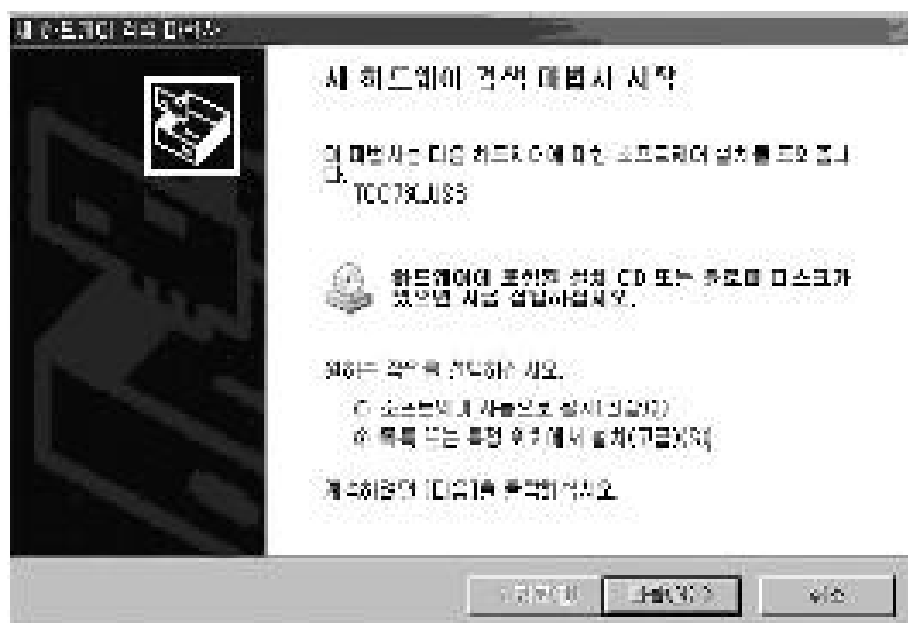 새 하드웨어 검색 마법사
새 하드웨어 검색 마법사 시작
이 마법사는 다음 하드웨어에 대한 소프트웨어 설치를 도와 줍니
다.
하드웨어에 포함된 설치 CD 또는 플로피 디스크가
있으면 지금 삽입하십시오.
원하는 작업을 선택하십시오.
소프트웨어 자동으로 설치(권장)(I)
목록 또는 특정 위치에서 설치(고급)(S)
계속하려면 [다음]을 클릭하십시오.
< 뒤로(B)
다음(N) >
취소